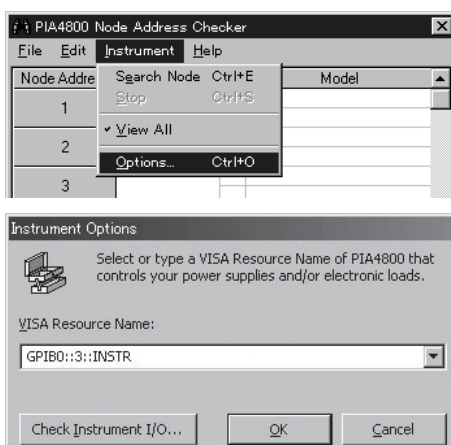 PIA4800 Node Address Checker
File Edit Instrument Help
Node Addre Model
Search Node Ctrl+E
Stop Ctrl+S
View All
Options... Ctrl+O
1
2
3
Instrument Options
Select or type a VISA Resource Name of PIA4800 that
controls your power supplies and/or electronic loads.
VISA Resource Name:
GPIB0::3::INSTR
Check Instrument I/O... OK Cancel